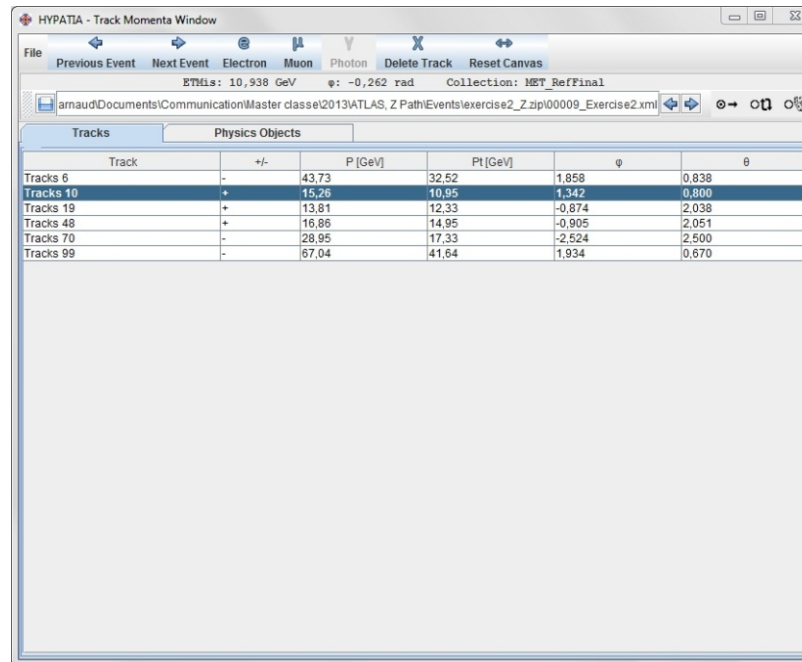 HYPATIA - Track Momenta Window
File Previous Event Next Event Electron Muon Photon Delete Track Reset Canvas
ETMis: 10,938 GeV φ: -0,262 rad Collection: MET_RefFinal
arnaud\Documents\Communication\Master classe\2013\ATLAS, Z Path\Events\exercise2_Z.zip\00009_Exercise2.xml
Tracks Physics Objects
Track +/- P [GeV] Pt [GeV] φ θ
Tracks 6 - 43,73 32,52 1,858 0,838
Tracks 10 + 15,26 10,95 1,342 0,800
Tracks 19 + 13,81 12,33 -0,874 2,038
Tracks 48 + 16,86 14,95 -0,905 2,051
Tracks 70 - 28,95 17,33 -2,524 2,500
Tracks 99 - 67,04 41,64 1,934 0,670